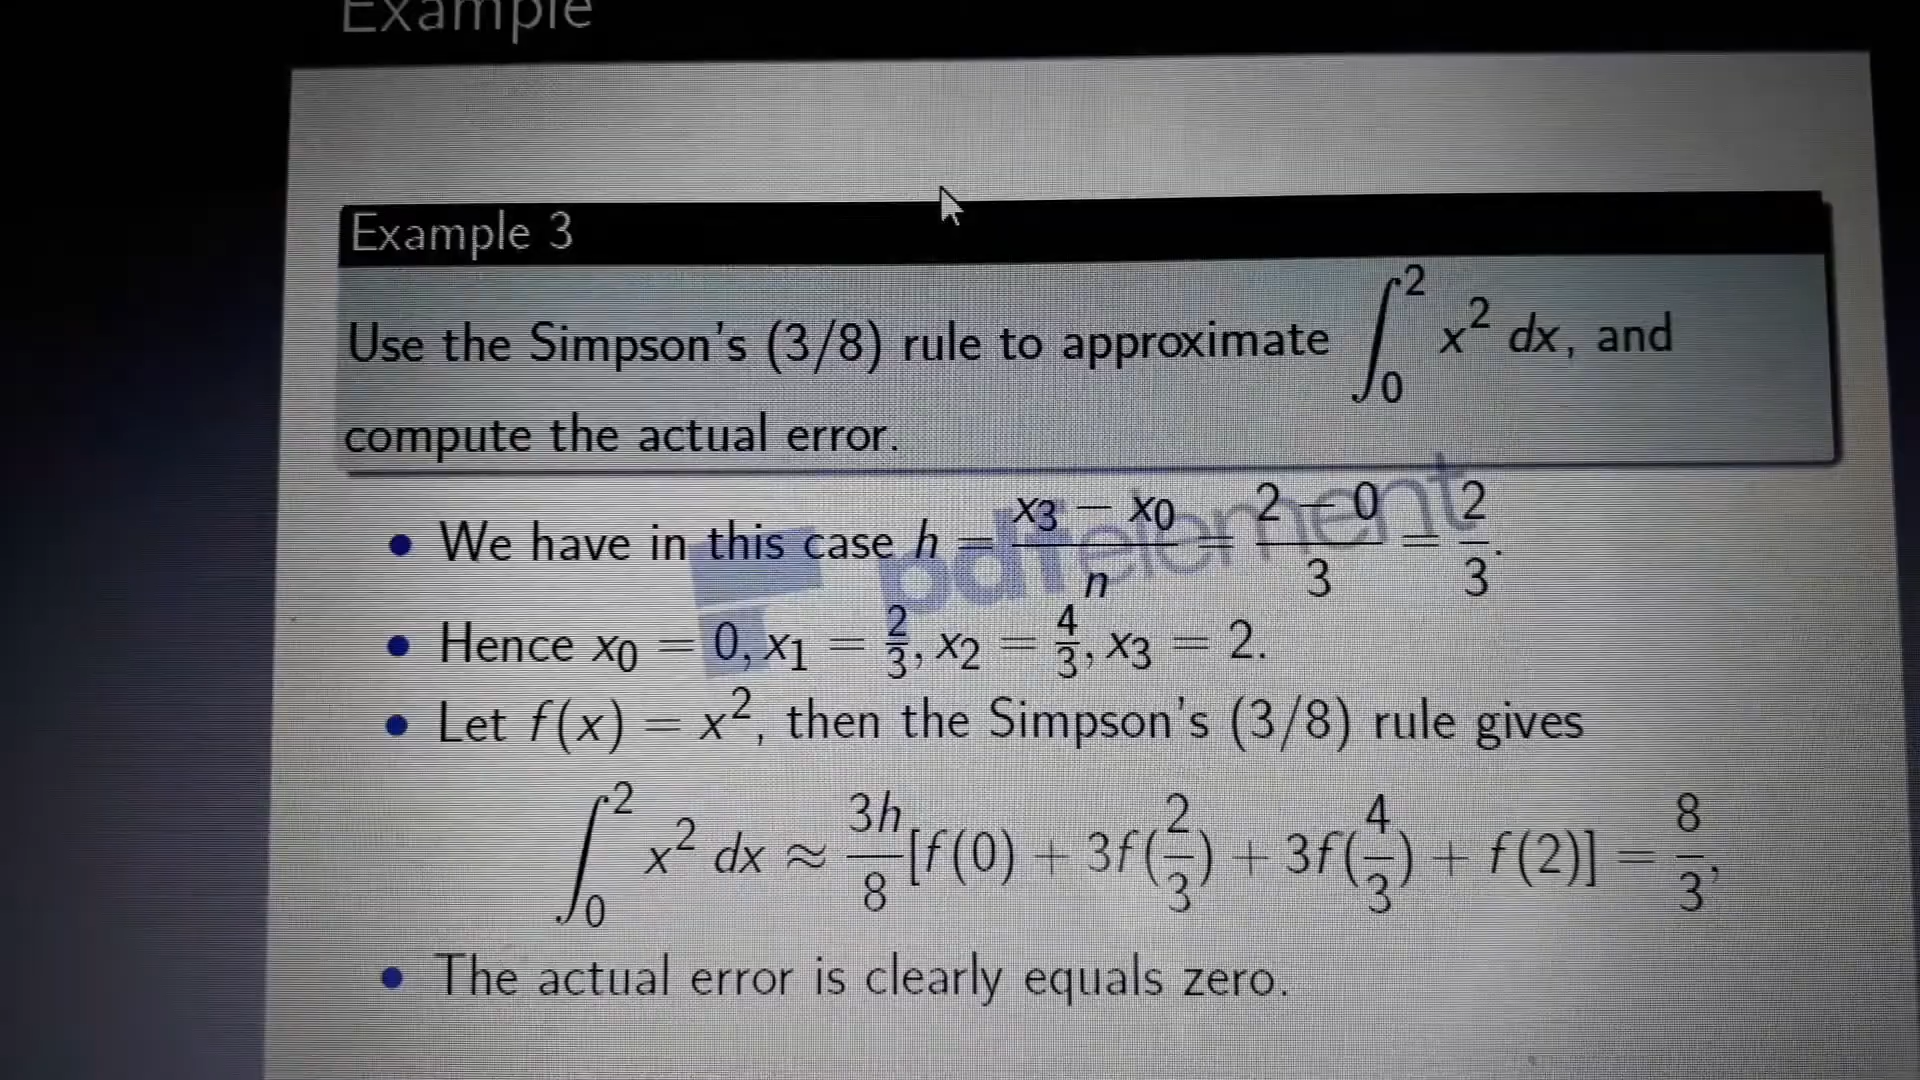 Example
Example 3
Use the Simpson's (3/8) rule to approximate ∫₀² x² dx, and
compute the actual error.
pdfelement
• We have in this case h = (x₃ − x₀)/n = (2 − 0)/3 = 2/3.
• Hence x₀ = 0, x₁ = 2/3, x₂ = 4/3, x₃ = 2.
• Let f(x) = x², then the Simpson's (3/8) rule gives
∫₀² x² dx ≈ 3h/8 [f(0) + 3f(2/3) + 3f(4/3) + f(2)] = 8/3,
• The actual error is clearly equals zero.